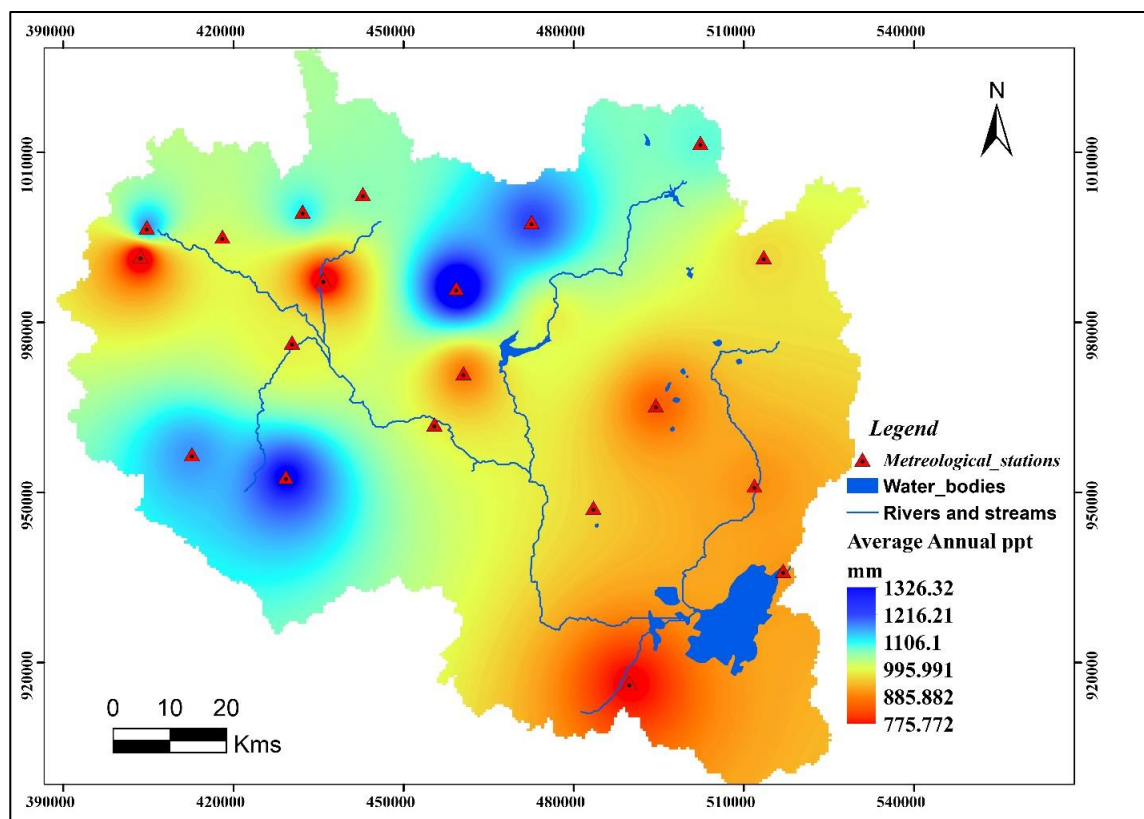 390000 420000 450000 480000 510000 540000
N
1010000 1010000
980000 980000
950000 950000
920000 920000
Legend
Metreological_stations
Water_bodies
Rivers and streams
Average Annual ppt
mm
1326.32
1216.21
1106.1
995.991
885.882
775.772
0 10 20
Kms
390000 420000 450000 480000 510000 540000